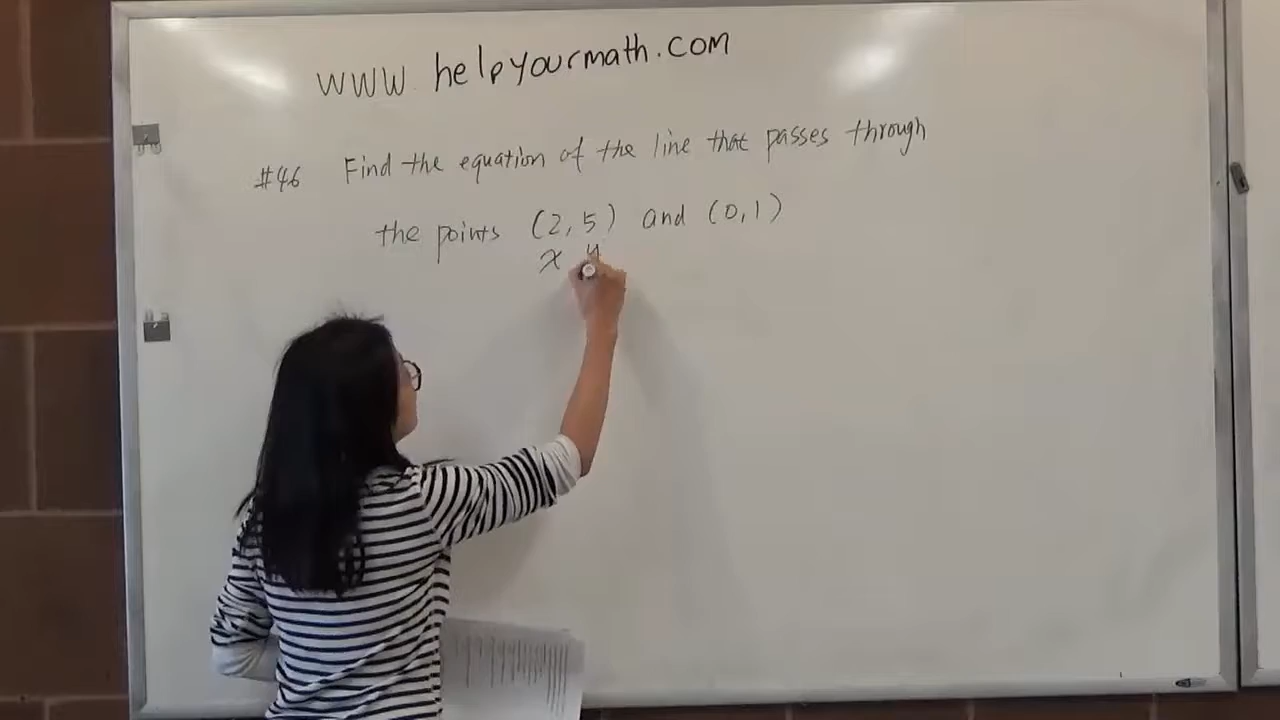 www.helpyourmath.com
#46 Find the equation of the line that passes through
the points (2,5) and (0,1)
x y